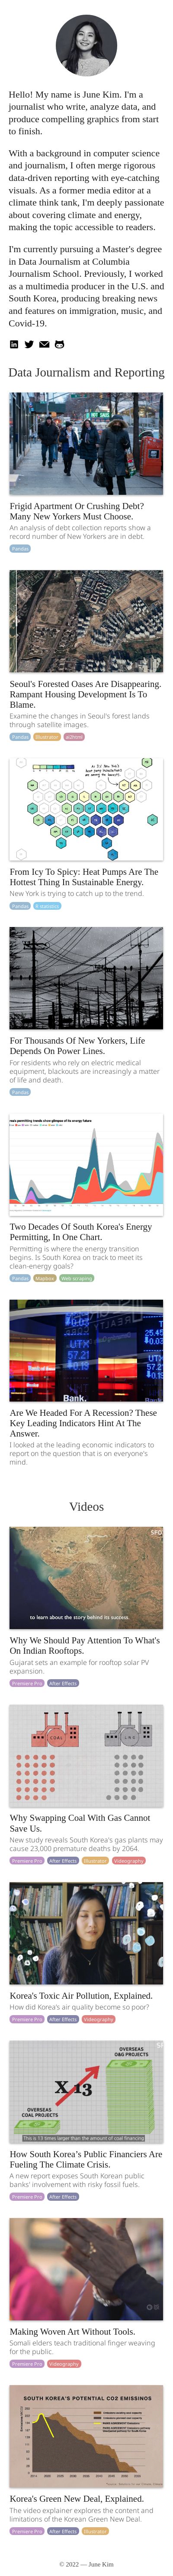 Hello! My name is June Kim. I'm a
journalist who write, analyze data, and
produce compelling graphics from start
to finish.
With a background in computer science
and journalism, I often merge rigorous
data-driven reporting with eye-catching
visuals. As a former media editor at a
climate think tank, I'm deeply passionate
about covering climate and energy,
making the topic accessible to readers.
I'm currently pursuing a Master's degree
in Data Journalism at Columbia
Journalism School. Previously, I worked
as a multimedia producer in the U.S. and
South Korea, producing breaking news
and features on immigration, music, and
Covid-19.
Data Journalism and Reporting
Frigid Apartment Or Crushing Debt?
Many New Yorkers Must Choose.
An analysis of debt collection reports show a
record number of New Yorkers are in debt.
Pandas
Seoul's Forested Oases Are Disappearing.
Rampant Housing Development Is To
Blame.
Examine the changes in Seoul's forest lands
through satellite images.
Pandas Illustrator ai2html
From Icy To Spicy: Heat Pumps Are The
Hottest Thing In Sustainable Energy.
New York is trying to catch up to the trend.
Pandas
For Thousands Of New Yorkers, Life
Depends On Power Lines.
For residents who rely on electric medical
equipment, blackouts are increasingly a matter
of life and death.
Pandas
Two Decades Of South Korea's Energy
Permitting, In One Chart.
Permitting is where the energy transition
begins. Is South Korea on track to meet its
clean-energy goals?
Pandas Mapbox Web scraping
UTX
57.21
Bank.
Are We Headed For A Recession? These
Key Leading Indicators Hint At The
Answer.
I looked at the leading economic indicators to
report on the question that is on everyone's
mind.
Videos
to learn about the story behind its success.
Why We Should Pay Attention To What's
On Indian Rooftops.
Gujarat sets an example for rooftop solar PV
expansion.
Premiere Pro After Effects
COAL GAS
Why Swapping Coal With Gas Cannot
Save Us.
New study reveals South Korea's gas plants may
cause 23,000 premature deaths by 2064.
Premiere Pro After Effects Illustrator Videography
Korea's Toxic Air Pollution, Explained.
How did Korea's air quality become so poor?
Premiere Pro After Effects Videography
OVERSEAS
O&G PROJECTS
X 13
OVERSEAS
COAL PROJECTS
This is 13 times larger than the amount of coal financing
How South Korea's Public Financiers Are
Fueling The Climate Crisis.
A new report exposes South Korean public
banks' involvement with risky fossil fuels.
Premiere Pro After Effects
Making Woven Art Without Tools.
Somali elders teach traditional finger weaving
for the public.
Premiere Pro Videography
SOUTH KOREA'S POTENTIAL CO2 EMISSIONS
Korea's Green New Deal, Explained.
The video explainer explores the content and
limitations of the Korean Green New Deal.
Premiere Pro After Effects Illustrator
© 2022 — June Kim